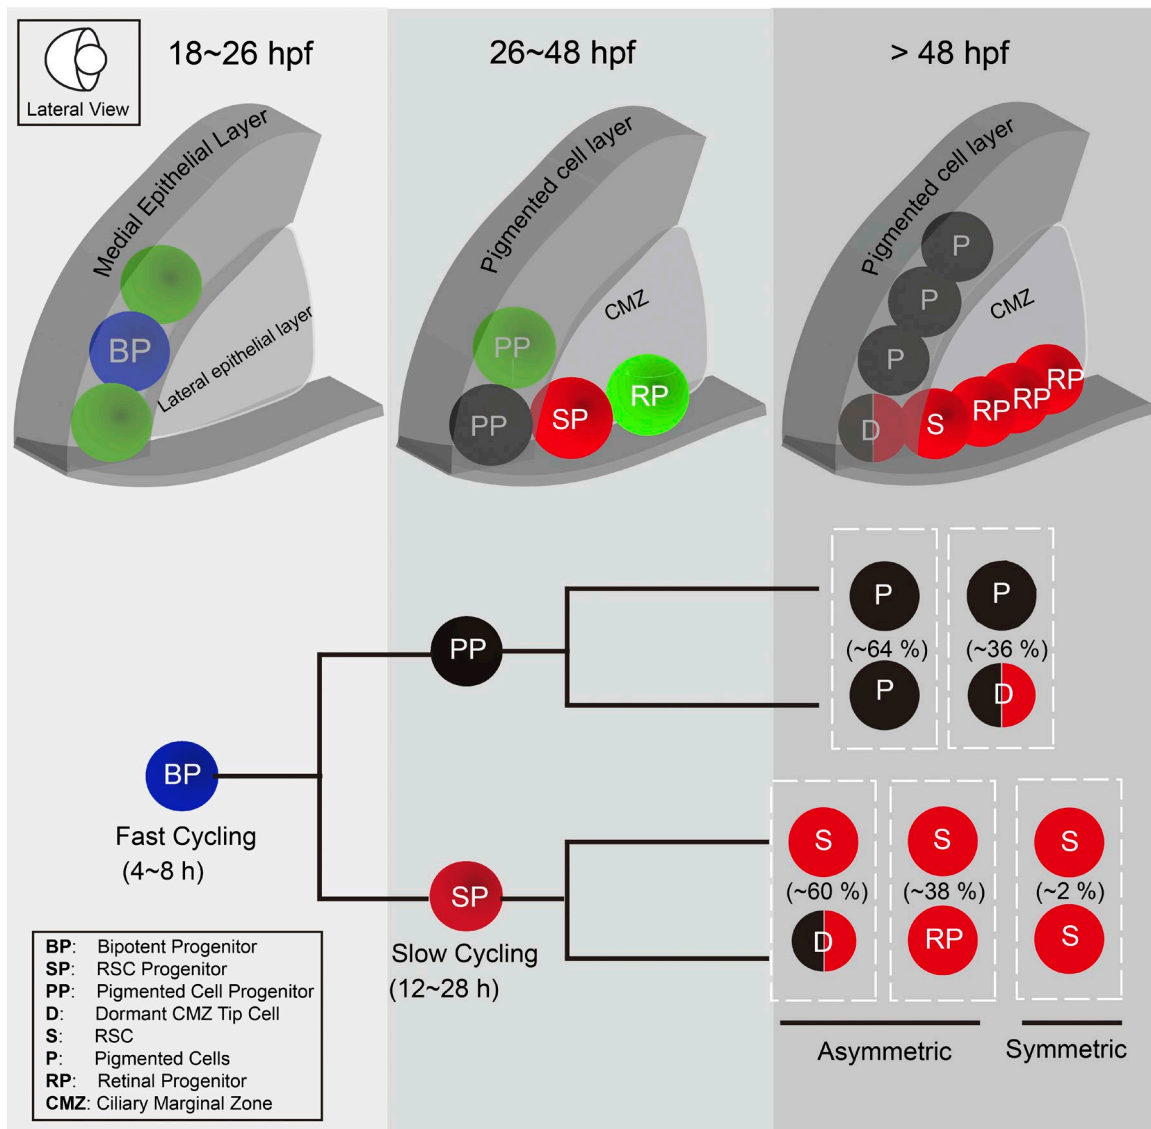 18~26 hpf
26~48 hpf
> 48 hpf
Lateral View
Medial Epithelial Layer
BP
Lateral epithelial layer
Pigmented cell layer
CMZ
PP
PP
SP
RP
Pigmented cell layer
CMZ
P
P
P
D
S
RP
RP
RP
P
P
(~64 %)
(~36 %)
P
D
PP
BP
Fast Cycling
(4~8 h)
SP
Slow Cycling
(12~28 h)
S
S
S
(~60 %)
(~38 %)
(~2 %)
D
RP
S
Asymmetric
Symmetric
BP: Bipotent Progenitor
SP: RSC Progenitor
PP: Pigmented Cell Progenitor
D: Dormant CMZ Tip Cell
S: RSC
P: Pigmented Cells
RP: Retinal Progenitor
CMZ: Ciliary Marginal Zone